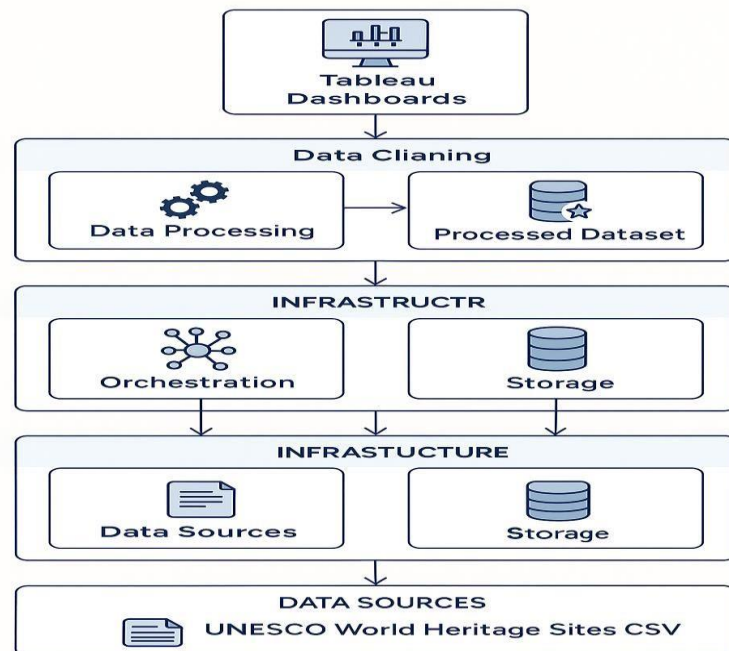 Tableau
Dashboards
Data Clianing
Data Processing
Processed Dataset
INFRASTRUCTR
Orchestration
Storage
INFRASTUCTURE
Data Sources
Storage
DATA SOURCES
UNESCO World Heritage Sites CSV